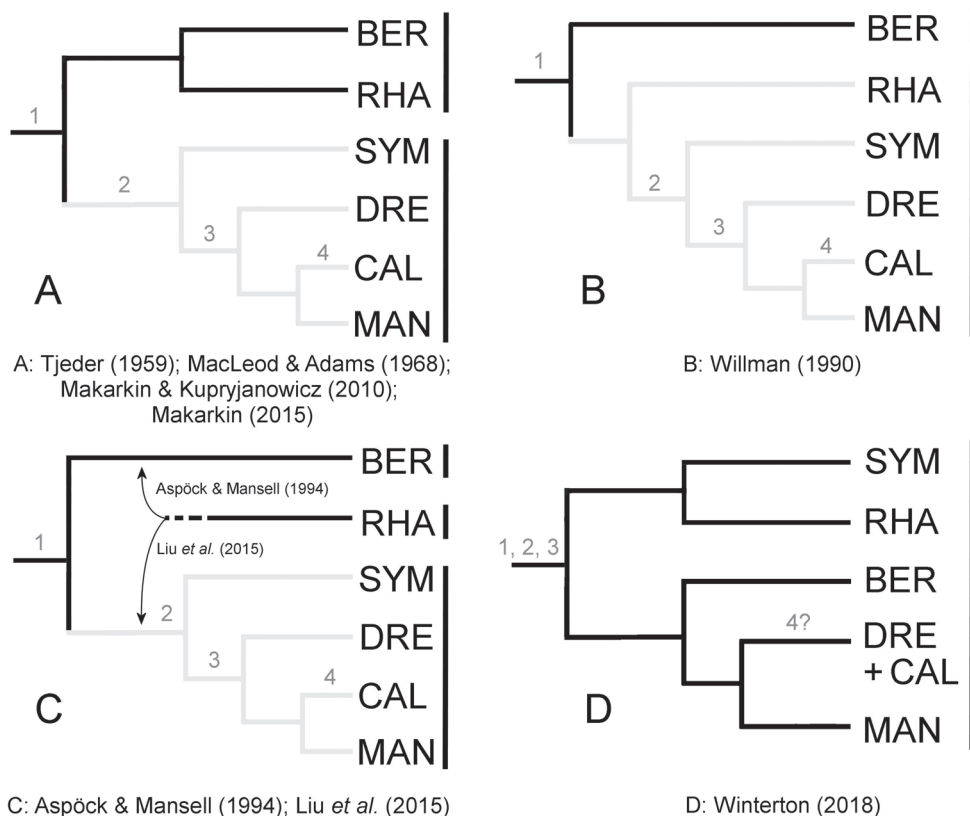 BER
RHA
1
SYM
2
DRE
3
4
CAL
A
MAN
A: Tjeder (1959); MacLeod & Adams (1968);
Makarkin & Kupryjanowicz (2010);
Makarkin (2015)
BER
1
RHA
SYM
2
DRE
3
4
CAL
B
MAN
B: Willman (1990)
BER
Aspöck & Mansell (1994)
RHA
1
Liu et al. (2015)
SYM
2
DRE
3
4
CAL
C
MAN
C: Aspöck & Mansell (1994); Liu et al. (2015)
SYM
RHA
1, 2, 3
BER
4?
DRE
+ CAL
D
MAN
D: Winterton (2018)